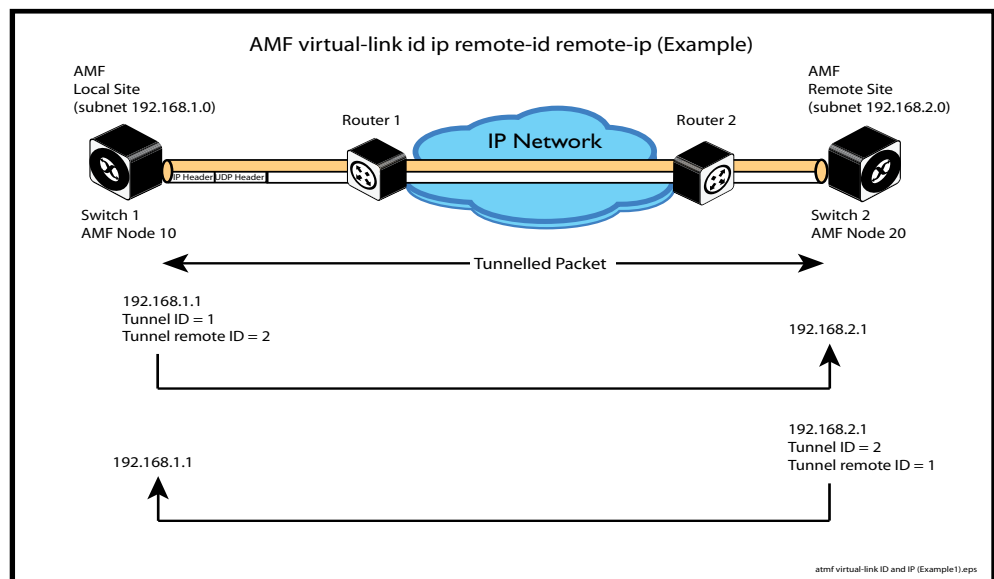 AMF virtual-link id ip remote-id remote-ip (Example)
AMF
Local Site
(subnet 192.168.1.0)
AMF
Remote Site
(subnet 192.168.2.0)
Router 1
Router 2
IP Network
IP Header
UDP Header
Switch 1
AMF Node 10
Switch 2
AMF Node 20
Tunnelled Packet
192.168.1.1
Tunnel ID = 1
Tunnel remote ID = 2
192.168.2.1
192.168.2.1
Tunnel ID = 2
Tunnel remote ID = 1
192.168.1.1
atmf virtual-link ID and IP (Example1).eps